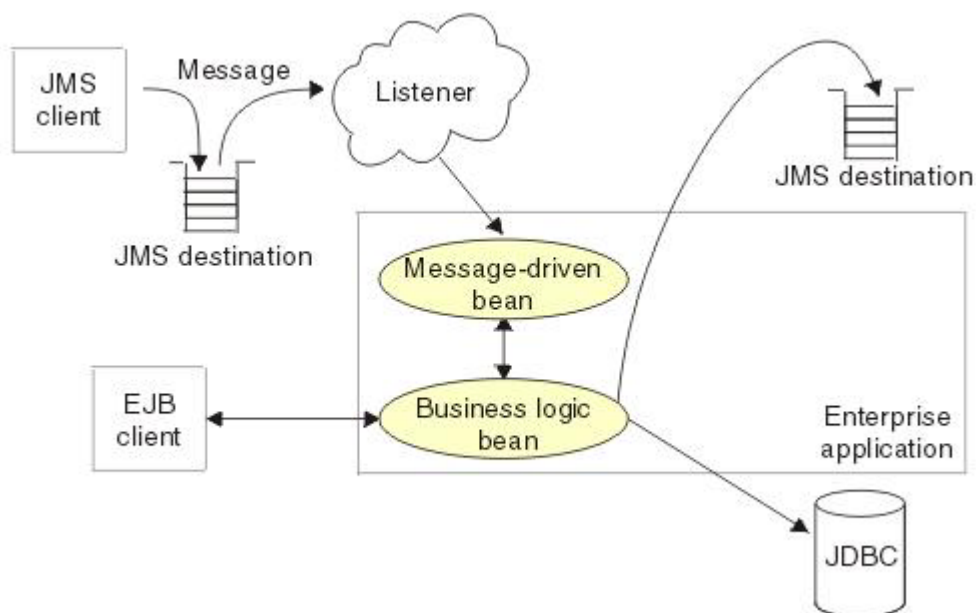 JMS
client
Message
Listener
JMS destination
JMS destination
Message-driven
bean
EJB
client
Business logic
bean
Enterprise
application
JDBC